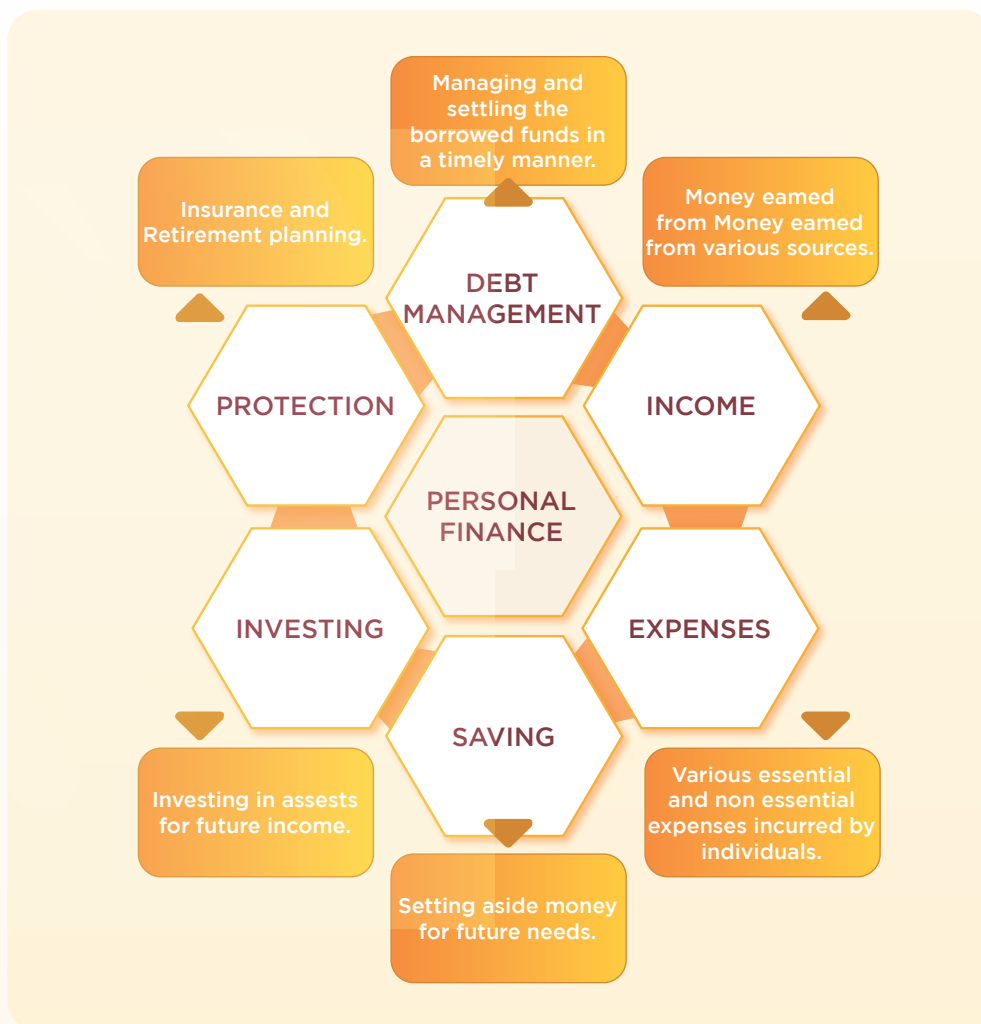 Managing and
settling the
borrowed funds in
a timely manner.
Insurance and
Retirement planning.
Money eamed
from Money eamed
from various sources.
DEBT
MANAGEMENT
PROTECTION
INCOME
PERSONAL
FINANCE
INVESTING
EXPENSES
SAVING
Investing in assests
for future income.
Various essential
and non essential
expenses incurred by
individuals.
Setting aside money
for future needs.